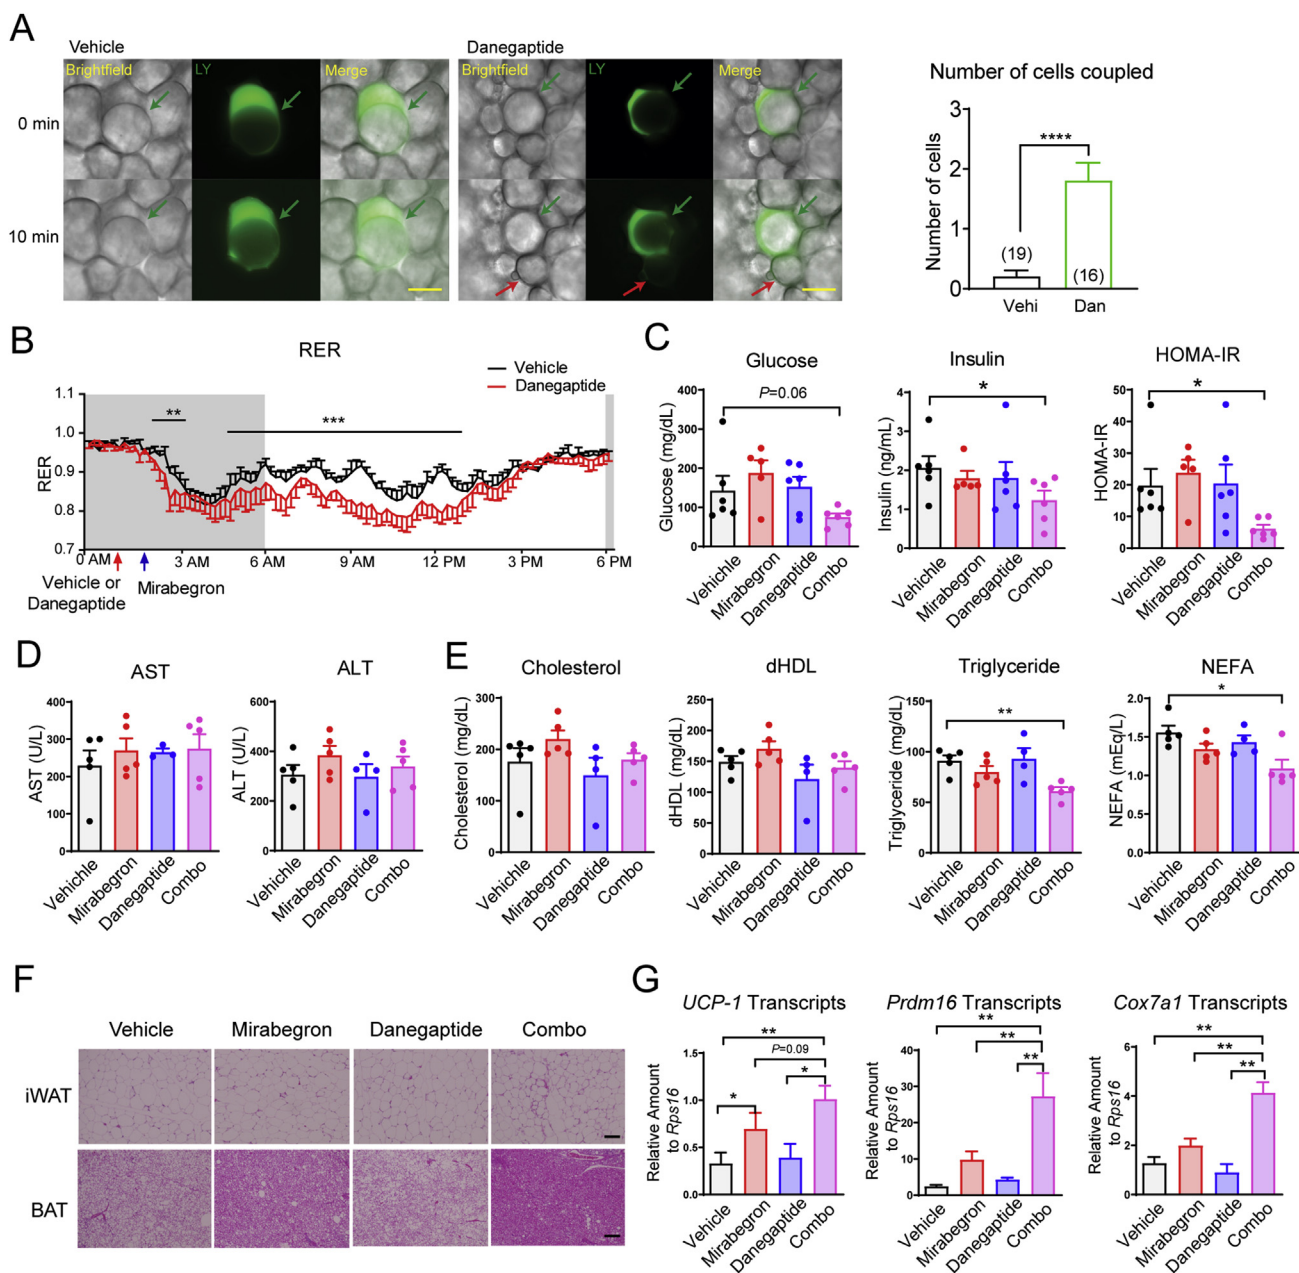 A
Vehicle
Danegaptide
Brightfield LY Merge
Brightfield LY Merge
0 min
10 min
Number of cells coupled
Number of cells
3
2
1
0
****
(19)
(16)
Vehi Dan
B
RER
Vehicle
Danegaptide
RER
1.1
1.0
0.9
0.8
0.7
**
***
0 AM 3 AM 6 AM 9 AM 12 PM 3 PM 6 PM
Vehicle or
Danegaptide
Mirabegron
C
Glucose
Glucose (mg/dL)
400
300
200
100
0
P=0.06
Vehichle Mirabegron Danegaptide Combo
Insulin
Insulin (ng/mL)
4
3
2
1
0
*
Vehichle Mirabegron Danegaptide Combo
HOMA-IR
HOMA-IR
50
40
30
20
10
0
*
Vehichle Mirabegron Danegaptide Combo
D
AST
AST (U/L)
400
300
200
100
0
Vehichle Mirabegron Danegaptide Combo
ALT
ALT (U/L)
600
400
200
0
Vehichle Mirabegron Danegaptide Combo
E
Cholesterol
Cholesterol (mg/dL)
300
200
100
0
Vehichle Mirabegron Danegaptide Combo
dHDL
dHDL (mg/dL)
250
200
150
100
50
0
Vehichle Mirabegron Danegaptide Combo
Triglyceride
Triglyceride (mg/dL)
150
100
50
0
**
Vehichle Mirabegron Danegaptide Combo
NEFA
NEFA (mEq/L)
2.0
1.5
1.0
0.5
0.0
*
Vehichle Mirabegron Danegaptide Combo
F
Vehicle Mirabegron Danegaptide Combo
iWAT
BAT
G
UCP-1 Transcripts
Relative Amount
to Rps16
1.5
1.0
0.5
0.0
**
P=0.09
*
*
Vehicle Mirabegron Danegaptide Combo
Prdm16 Transcripts
Relative Amount
to Rps16
40
30
20
10
0
**
**
**
Vehicle Mirabegron Danegaptide Combo
Cox7a1 Transcripts
Relative Amount
to Rps16
6
4
2
0
**
**
**
Vehicle Mirabegron Danegaptide Combo